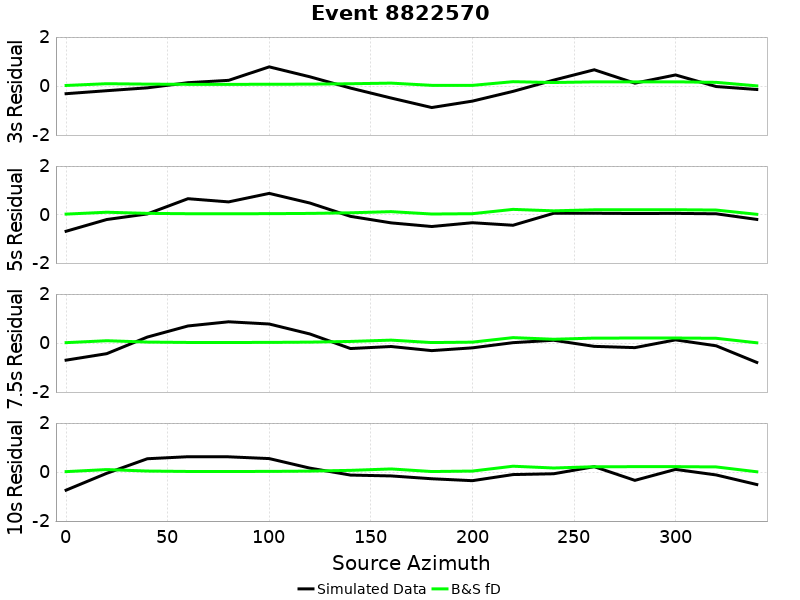 Event 8822570
3s Residual
2
0
-2
5s Residual
2
0
-2
7.5s Residual
2
0
-2
10s Residual
2
0
-2
0 50 100 150 200 250 300
Source Azimuth
Simulated Data B&S fD